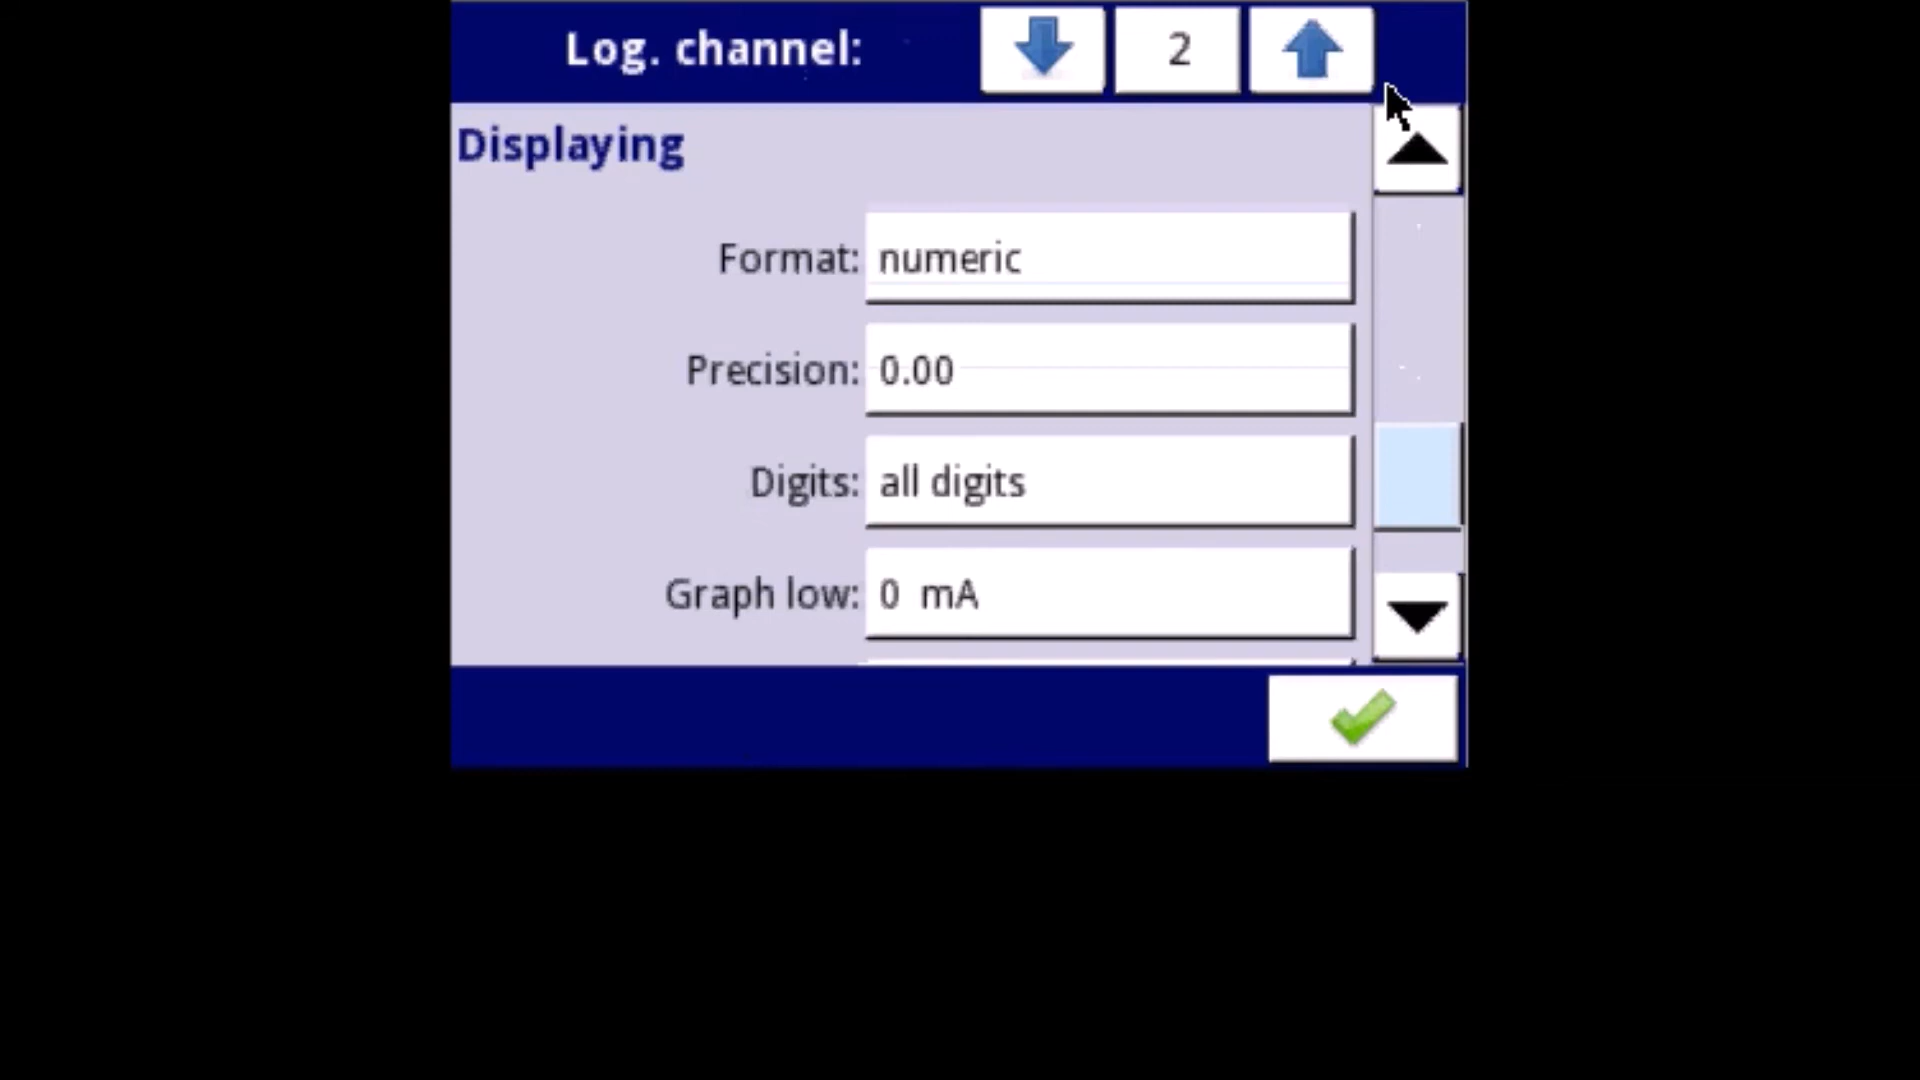 Log. channel: 2
Displaying
Format: numeric
Precision: 0.00
Digits: all digits
Graph low: 0 mA